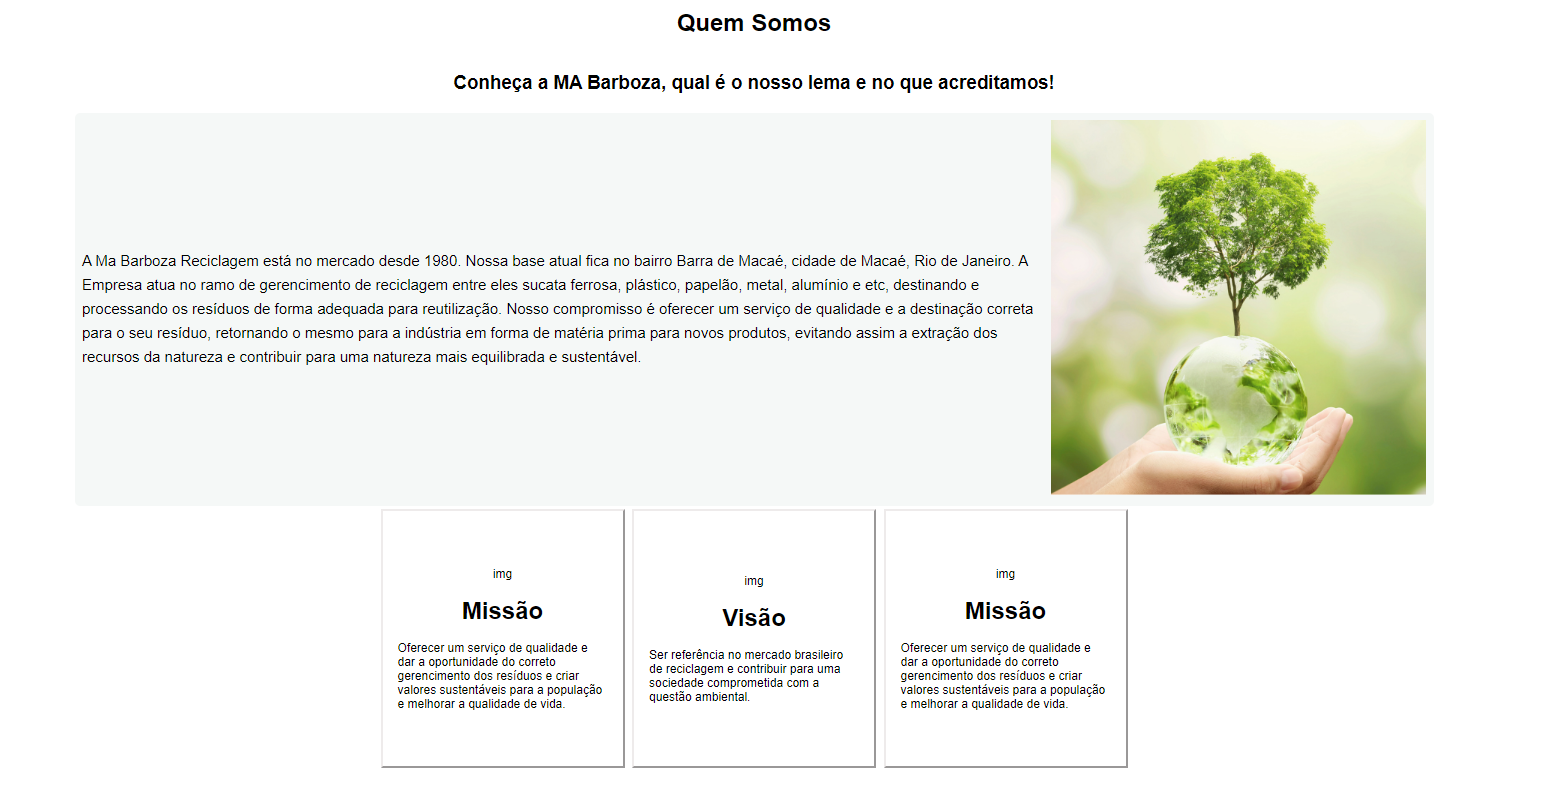 Quem Somos
Conheça a MA Barboza, qual é o nosso lema e no que acreditamos!
A Ma Barboza Reciclagem está no mercado desde 1980. Nossa base atual fica no bairro Barra de Macaé, cidade de Macaé, Rio de Janeiro. A
Empresa atua no ramo de gerencimento de reciclagem entre eles sucata ferrosa, plástico, papelão, metal, alumínio e etc, destinando e
processando os resíduos de forma adequada para reutilização. Nosso compromisso é oferecer um serviço de qualidade e a destinação correta
para o seu resíduo, retornando o mesmo para a indústria em forma de matéria prima para novos produtos, evitando assim a extração dos
recursos da natureza e contribuir para uma natureza mais equilibrada e sustentável.
img
Missão
Oferecer um serviço de qualidade e
dar a oportunidade do correto
gerencimento dos resíduos e criar
valores sustentáveis para a população
e melhorar a qualidade de vida.
img
Visão
Ser referência no mercado brasileiro
de reciclagem e contribuir para uma
sociedade comprometida com a
questão ambiental.
img
Missão
Oferecer um serviço de qualidade e
dar a oportunidade do correto
gerencimento dos resíduos e criar
valores sustentáveis para a população
e melhorar a qualidade de vida.